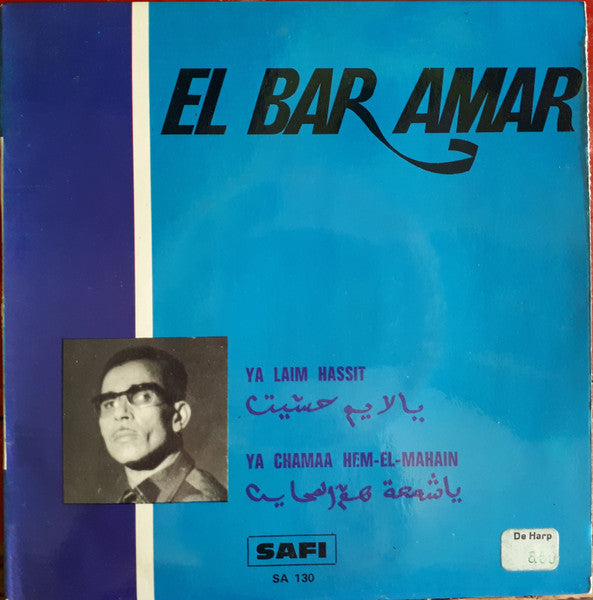 EL BAR AMAR
YA LAIM HASSIT
يالايم حسيت
YA CHAMAA HEM-EL-MAHAIN
ياشمعة هم المحاين
SAFI
SA 130
De Harp